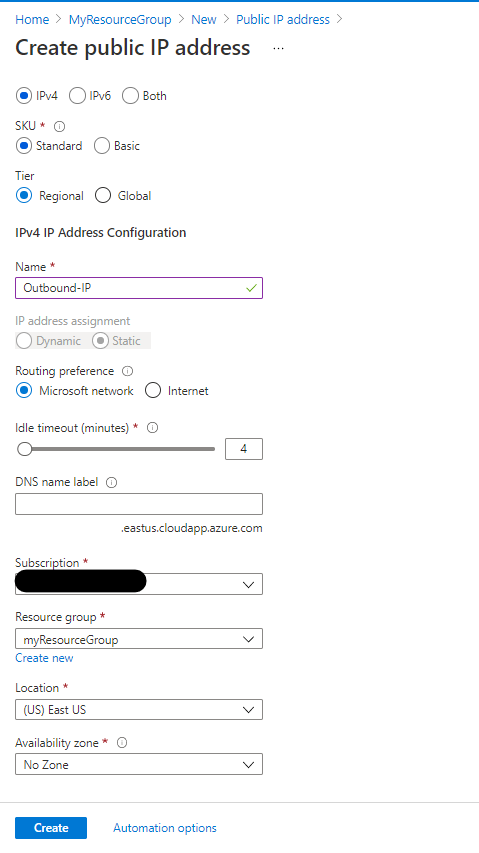 Home > MyResourceGroup > New > Public IP address >
Create public IP address ...
IPv4 IPv6 Both
SKU *
Standard Basic
Tier
Regional Global
IPv4 IP Address Configuration
Name *
Outbound-IP
IP address assignment
Dynamic Static
Routing preference
Microsoft network Internet
Idle timeout (minutes) *
4
DNS name label
.eastus.cloudapp.azure.com
Subscription *
Resource group *
myResourceGroup
Create new
Location *
(US) East US
Availability zone *
No Zone
Create Automation options